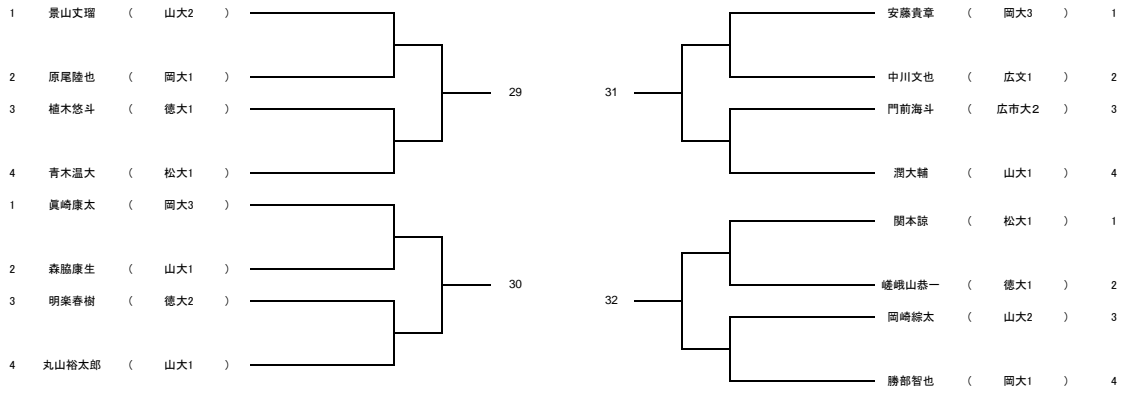 1 景山丈瑠 ( 山大2 )
2 原尾陸也 ( 岡大1 )
29
3 植木悠斗 ( 徳大1 )
4 青木温大 ( 松大1 )
1 眞崎康太 ( 岡大3 )
2 森脇康生 ( 山大1 )
30
3 明楽春樹 ( 徳大2 )
4 丸山裕太郎 ( 山大1 )
安藤貴章 ( 岡大3 ) 1
中川文也 ( 広文1 ) 2
31
門前海斗 ( 広市大2 ) 3
潤大輔 ( 山大1 ) 4
関本諒 ( 松大1 ) 1
嵯峨山恭一 ( 徳大1 ) 2
32
岡崎綜太 ( 山大2 ) 3
勝部智也 ( 岡大1 ) 4